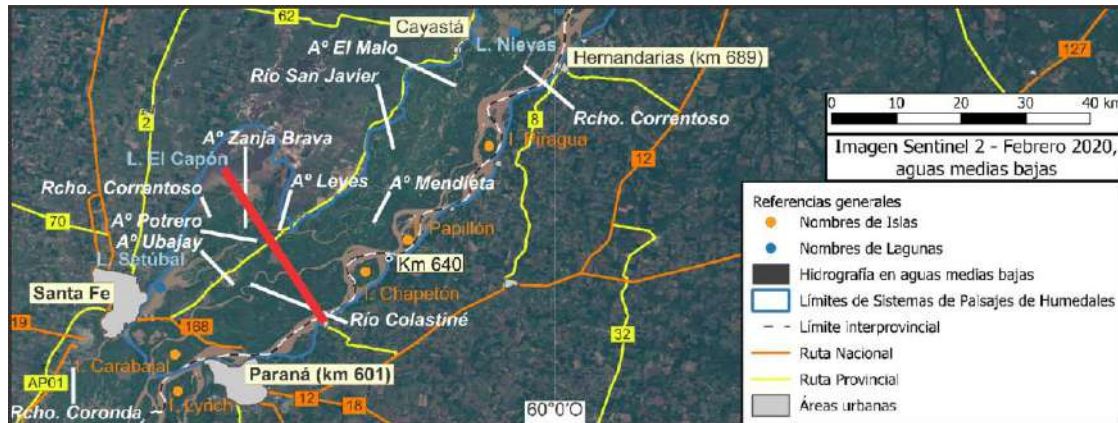 62
Cayastá
L. Nievas
Aº El Malo
Hernandarias (km 689)
127
Río San Javier
0 10 20 30 40 km
2
8
Rcho. Correntoso
Aº Zanja Brava
I. Piragua
12
Imagen Sentinel 2 - Febrero 2020,
aguas medias bajas
L. El Capón
Rcho. Correntoso
Aº Leyes
Aº Mendieta
70
Aº Potrero
Aº Ubajay
I. Papillón
L. Setúbal
Km 640
Santa Fe
I. Chapetón
Río Colastiné
19
168
32
I. Carabajal
AP01
Paraná (km 601)
12
18
Rcho. Coronda
I. Lynch
60°0'O
Referencias generales
Nombres de Islas
Nombres de Lagunas
Hidrografía en aguas medias bajas
Límites de Sistemas de Paisajes de Humedales
Límite interprovincial
Ruta Nacional
Ruta Provincial
Áreas urbanas